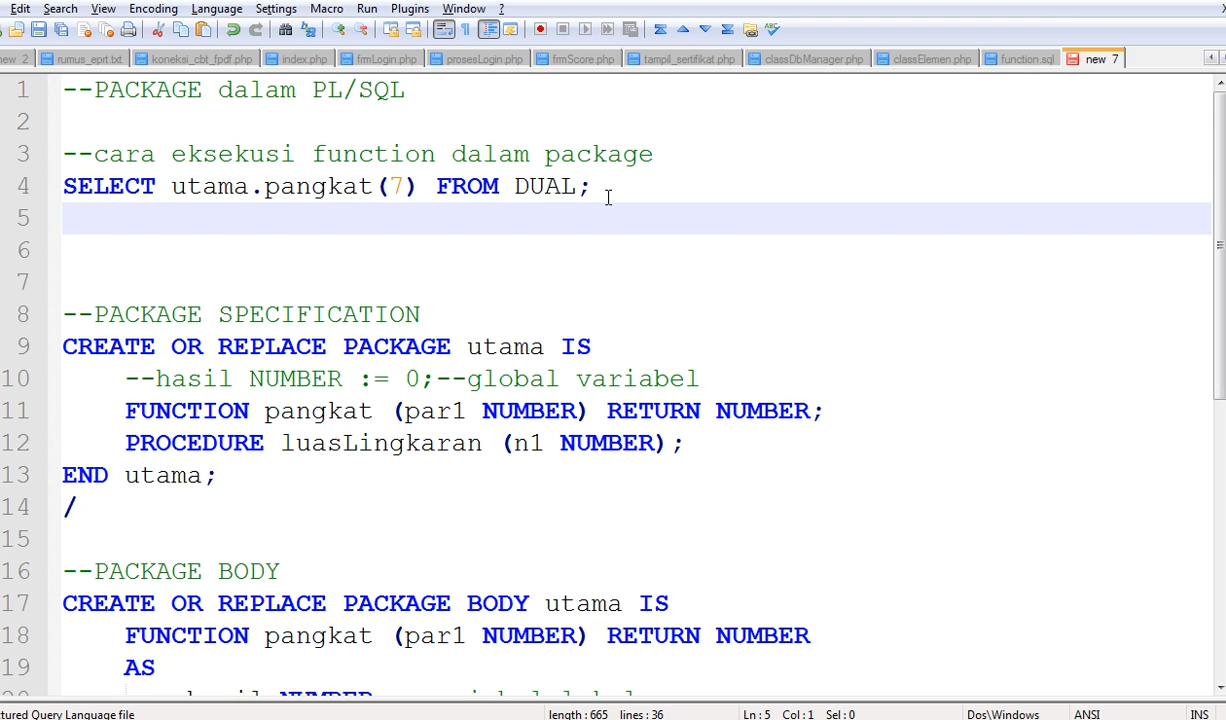 Edit Search View Encoding Language Settings Macro Run Plugins Window ?
new 2 rumus_eprt.txt koneksi_cbt_fpdf.php index.php frmLogin.php prosesLogin.php frmScore.php tampil_sertifikat.php classDbManager.php classElemen.php function.sql new 7
1 --PACKAGE dalam PL/SQL
2
3 --cara eksekusi function dalam package
4 SELECT utama.pangkat(7) FROM DUAL;
5
6
7
8 --PACKAGE SPECIFICATION
9 CREATE OR REPLACE PACKAGE utama IS
10 --hasil NUMBER := 0;--global variabel
11 FUNCTION pangkat (par1 NUMBER) RETURN NUMBER;
12 PROCEDURE luasLingkaran (n1 NUMBER);
13 END utama;
14 /
15
16 --PACKAGE BODY
17 CREATE OR REPLACE PACKAGE BODY utama IS
18 FUNCTION pangkat (par1 NUMBER) RETURN NUMBER
19 AS
tured Query Language file length : 665 lines : 36 Ln : 5 Col : 1 Sel : 0 Dos\Windows ANSI INS